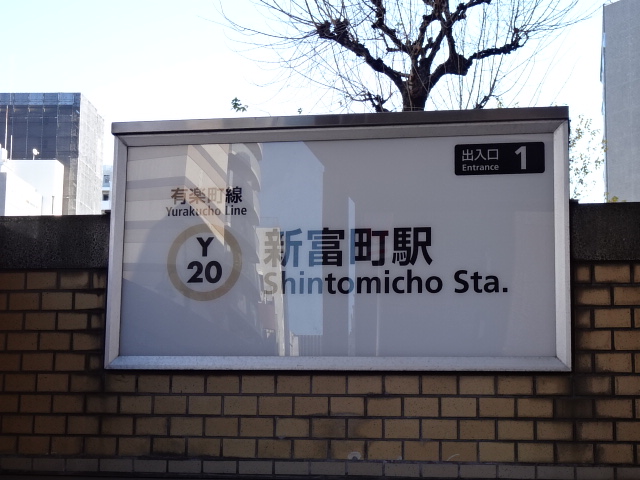 出入口 1
Entrance
有楽町線
Yurakucho Line
Y
20
新富町駅
Shintomicho Sta.